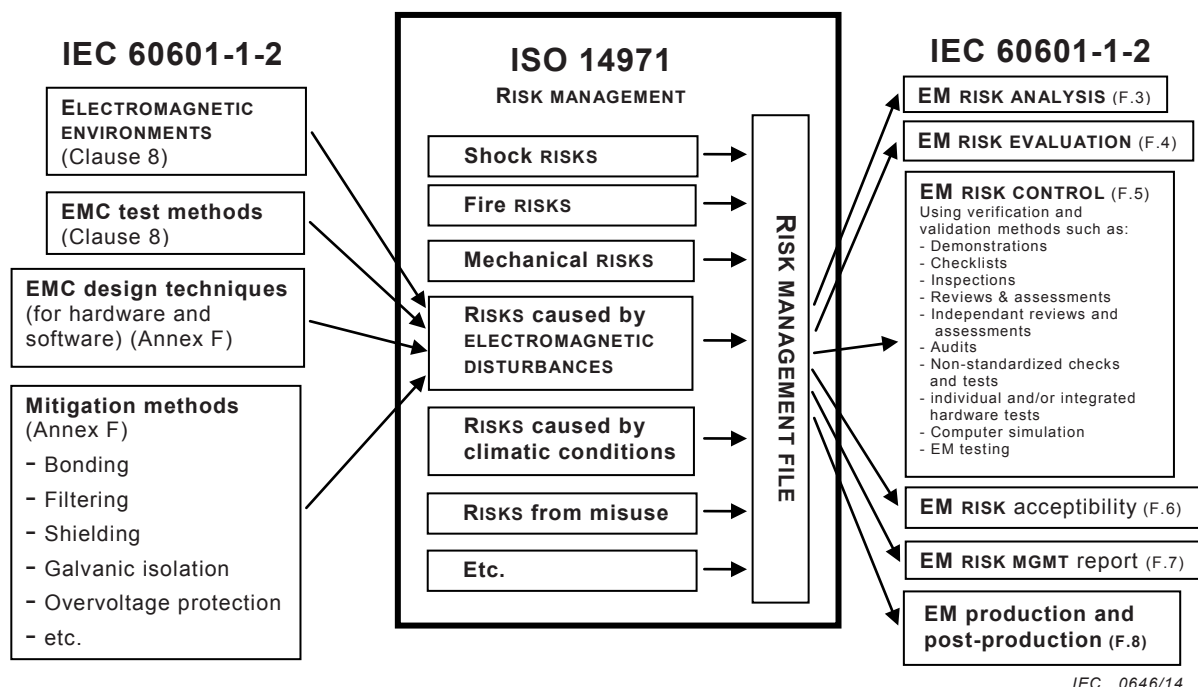 IEC 60601-1-2
ELECTROMAGNETIC
ENVIRONMENTS
(Clause 8)
EMC test methods
(Clause 8)
EMC design techniques
(for hardware and
software) (Annex F)
Mitigation methods
(Annex F)
- Bonding
- Filtering
- Shielding
- Galvanic isolation
- Overvoltage protection
- etc.
ISO 14971
RISK MANAGEMENT
Shock RISKS
Fire RISKS
Mechanical RISKS
RISKS caused by
ELECTROMAGNETIC
DISTURBANCES
RISKS caused by
climatic conditions
RISKS from misuse
Etc.
RISK MANAGEMENT FILE
IEC 60601-1-2
EM RISK ANALYSIS (F.3)
EM RISK EVALUATION (F.4)
EM RISK CONTROL (F.5)
Using verification and
validation methods such as:
- Demonstrations
- Checklists
- Inspections
- Reviews & assessments
- Independant reviews and
assessments
- Audits
- Non-standardized checks
and tests
- individual and/or integrated
hardware tests
- Computer simulation
- EM testing
EM RISK acceptibility (F.6)
EM RISK MGMT report (F.7)
EM production and
post-production (F.8)
IEC 0646/14